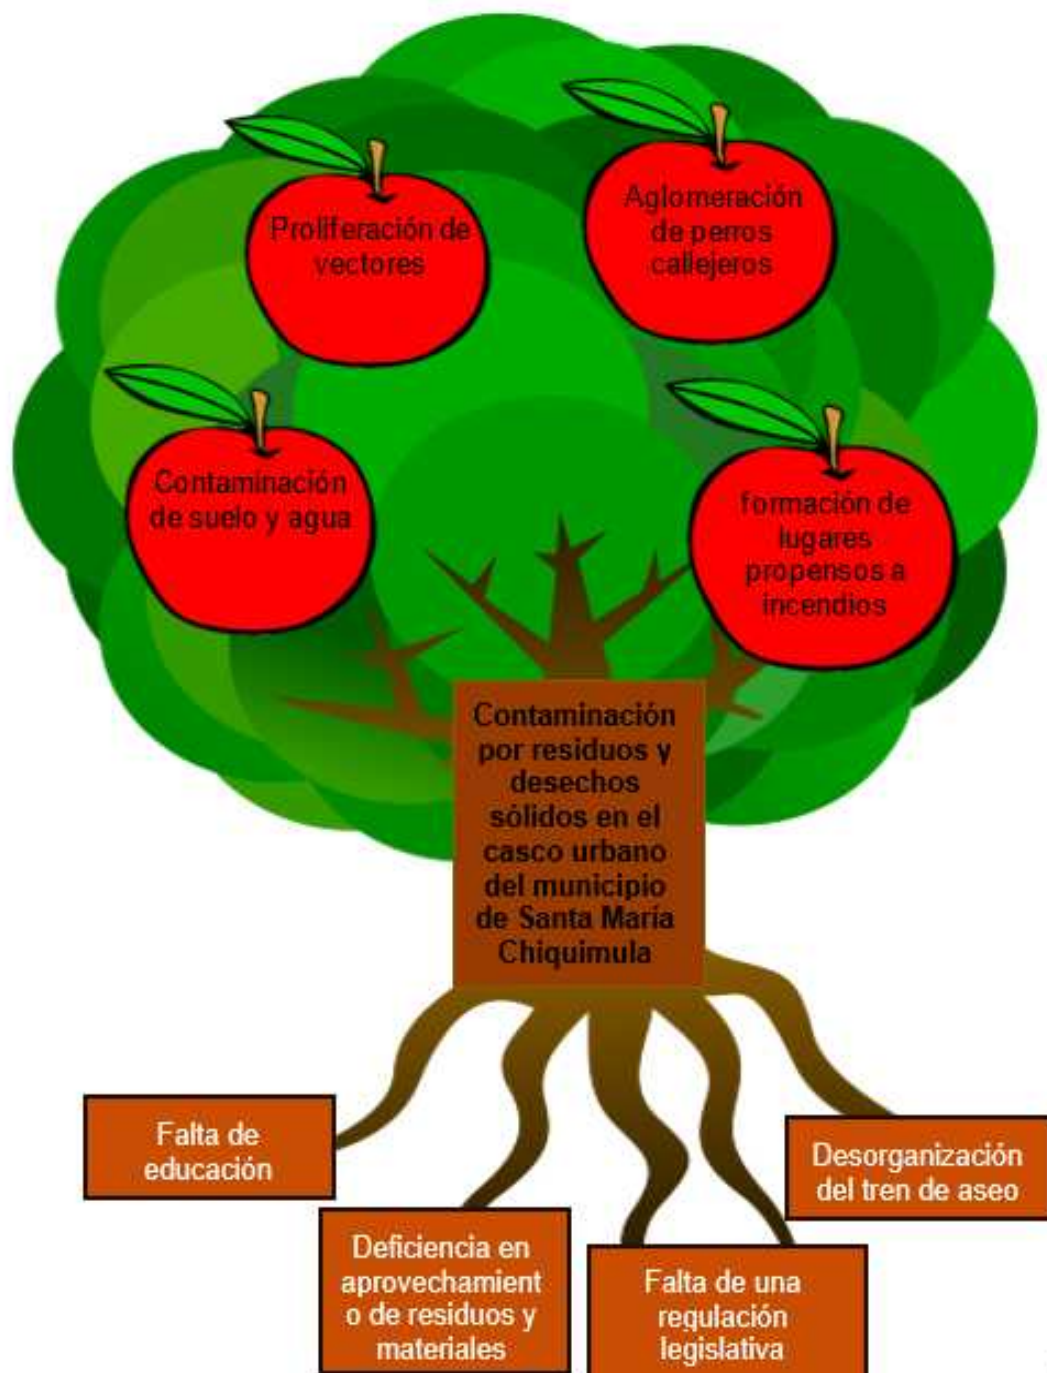 Proliferación de
vectores
Aglomeración
de perros
callejeros
Contaminación
de suelo y agua
formación de
lugares
propensos a
incendios
Contaminación
por residuos y
desechos
sólidos en el
casco urbano
del municipio
de Santa María
Chiquimula
Falta de
educación
Deficiencia en
aprovechamient
o de residuos y
materiales
Falta de una
regulación
legislativa
Desorganización
del tren de aseo